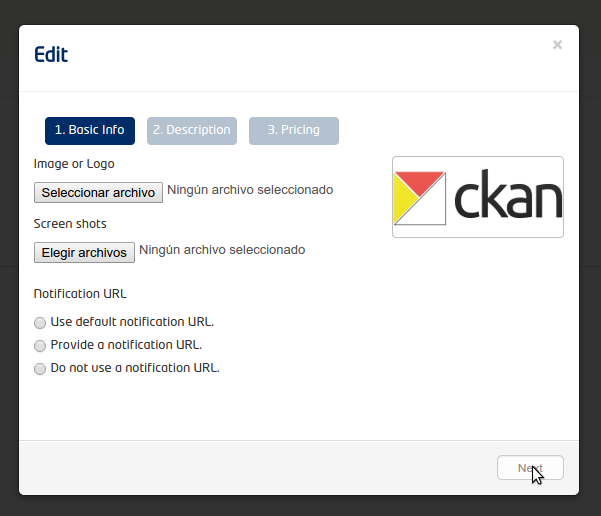 Edit
×
1. Basic Info 2. Description 3. Pricing
Image or Logo
Seleccionar archivo Ningún archivo seleccionado
ckan
Screen shots
Elegir archivos Ningún archivo seleccionado
Notification URL
Use default notification URL.
Provide a notification URL.
Do not use a notification URL.
Next